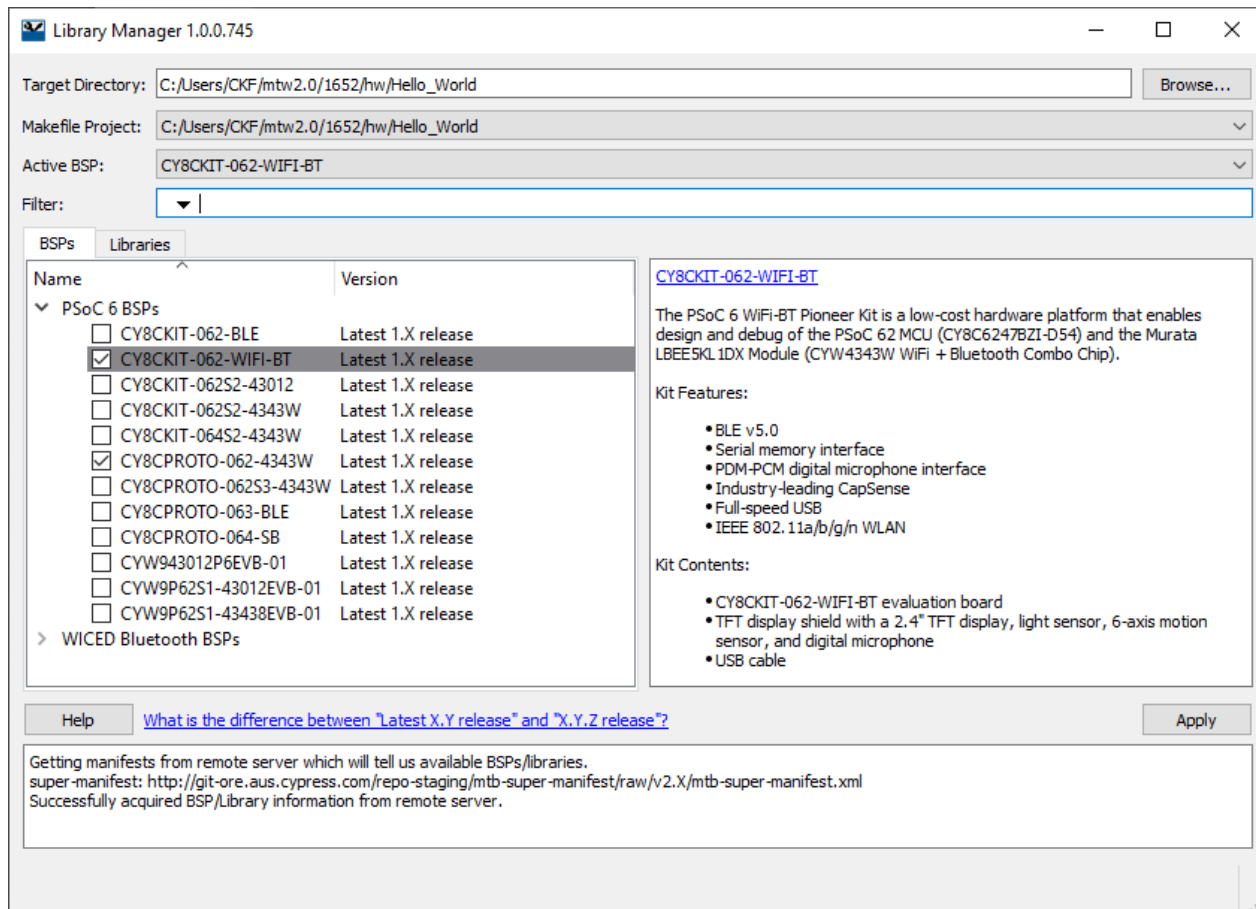 Library Manager 1.0.0.745
Target Directory: C:/Users/CKF/mtw2.0/1652/hw/Hello_World Browse...
Makefile Project: C:/Users/CKF/mtw2.0/1652/hw/Hello_World
Active BSP: CY8CKIT-062-WIFI-BT
Filter:
BSPs Libraries
Name Version
PSoC 6 BSPs
CY8CKIT-062-BLE Latest 1.X release
CY8CKIT-062-WIFI-BT Latest 1.X release
CY8CKIT-062S2-43012 Latest 1.X release
CY8CKIT-062S2-4343W Latest 1.X release
CY8CKIT-064S2-4343W Latest 1.X release
CY8CPROTO-062-4343W Latest 1.X release
CY8CPROTO-062S3-4343W Latest 1.X release
CY8CPROTO-063-BLE Latest 1.X release
CY8CPROTO-064-SB Latest 1.X release
CYW943012P6EVB-01 Latest 1.X release
CYW9P62S1-43012EVB-01 Latest 1.X release
CYW9P62S1-43438EVB-01 Latest 1.X release
WICED Bluetooth BSPs
CY8CKIT-062-WIFI-BT
The PSoC 6 WiFi-BT Pioneer Kit is a low-cost hardware platform that enables
design and debug of the PSoC 62 MCU (CY8C6247BZI-D54) and the Murata
LBEE5KL1DX Module (CYW4343W WiFi + Bluetooth Combo Chip).
Kit Features:
• BLE v5.0
• Serial memory interface
• PDM-PCM digital microphone interface
• Industry-leading CapSense
• Full-speed USB
• IEEE 802.11a/b/g/n WLAN
Kit Contents:
• CY8CKIT-062-WIFI-BT evaluation board
• TFT display shield with a 2.4" TFT display, light sensor, 6-axis motion
sensor, and digital microphone
• USB cable
Help What is the difference between "Latest X.Y release" and "X.Y.Z release"? Apply
Getting manifests from remote server which will tell us available BSPs/libraries.
super-manifest: http://git-ore.aus.cypress.com/repo-staging/mtb-super-manifest/raw/v2.X/mtb-super-manifest.xml
Successfully acquired BSP/Library information from remote server.